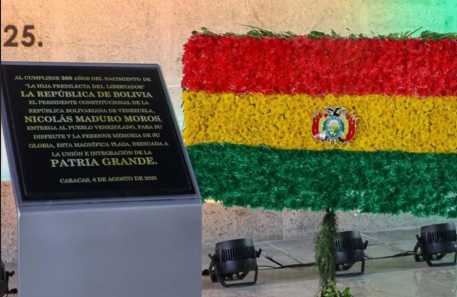 25.
AL CUMPLIRSE 200 AÑOS DEL NACIMIENTO DE
"LA HIJA PREDILECTA DEL LIBERTADOR"
LA REPÚBLICA DE BOLIVIA
EL PRESIDENTE CONSTITUCIONAL DE LA
REPÚBLICA BOLIVARIANA DE VENEZUELA,
NICOLÁS MADURO MOROS,
ENTREGA AL PUEBLO VENEZOLANO, PARA SU
DISFRUTE Y LA PERENNE MEMORIA DE SU
GLORIA, ESTA MAGNÍFICA PLAZA, DEDICADA A
LA UNIÓN E INTEGRACIÓN DE LA
PATRIA GRANDE.
CARACAS, 6 DE AGOSTO DE 2025